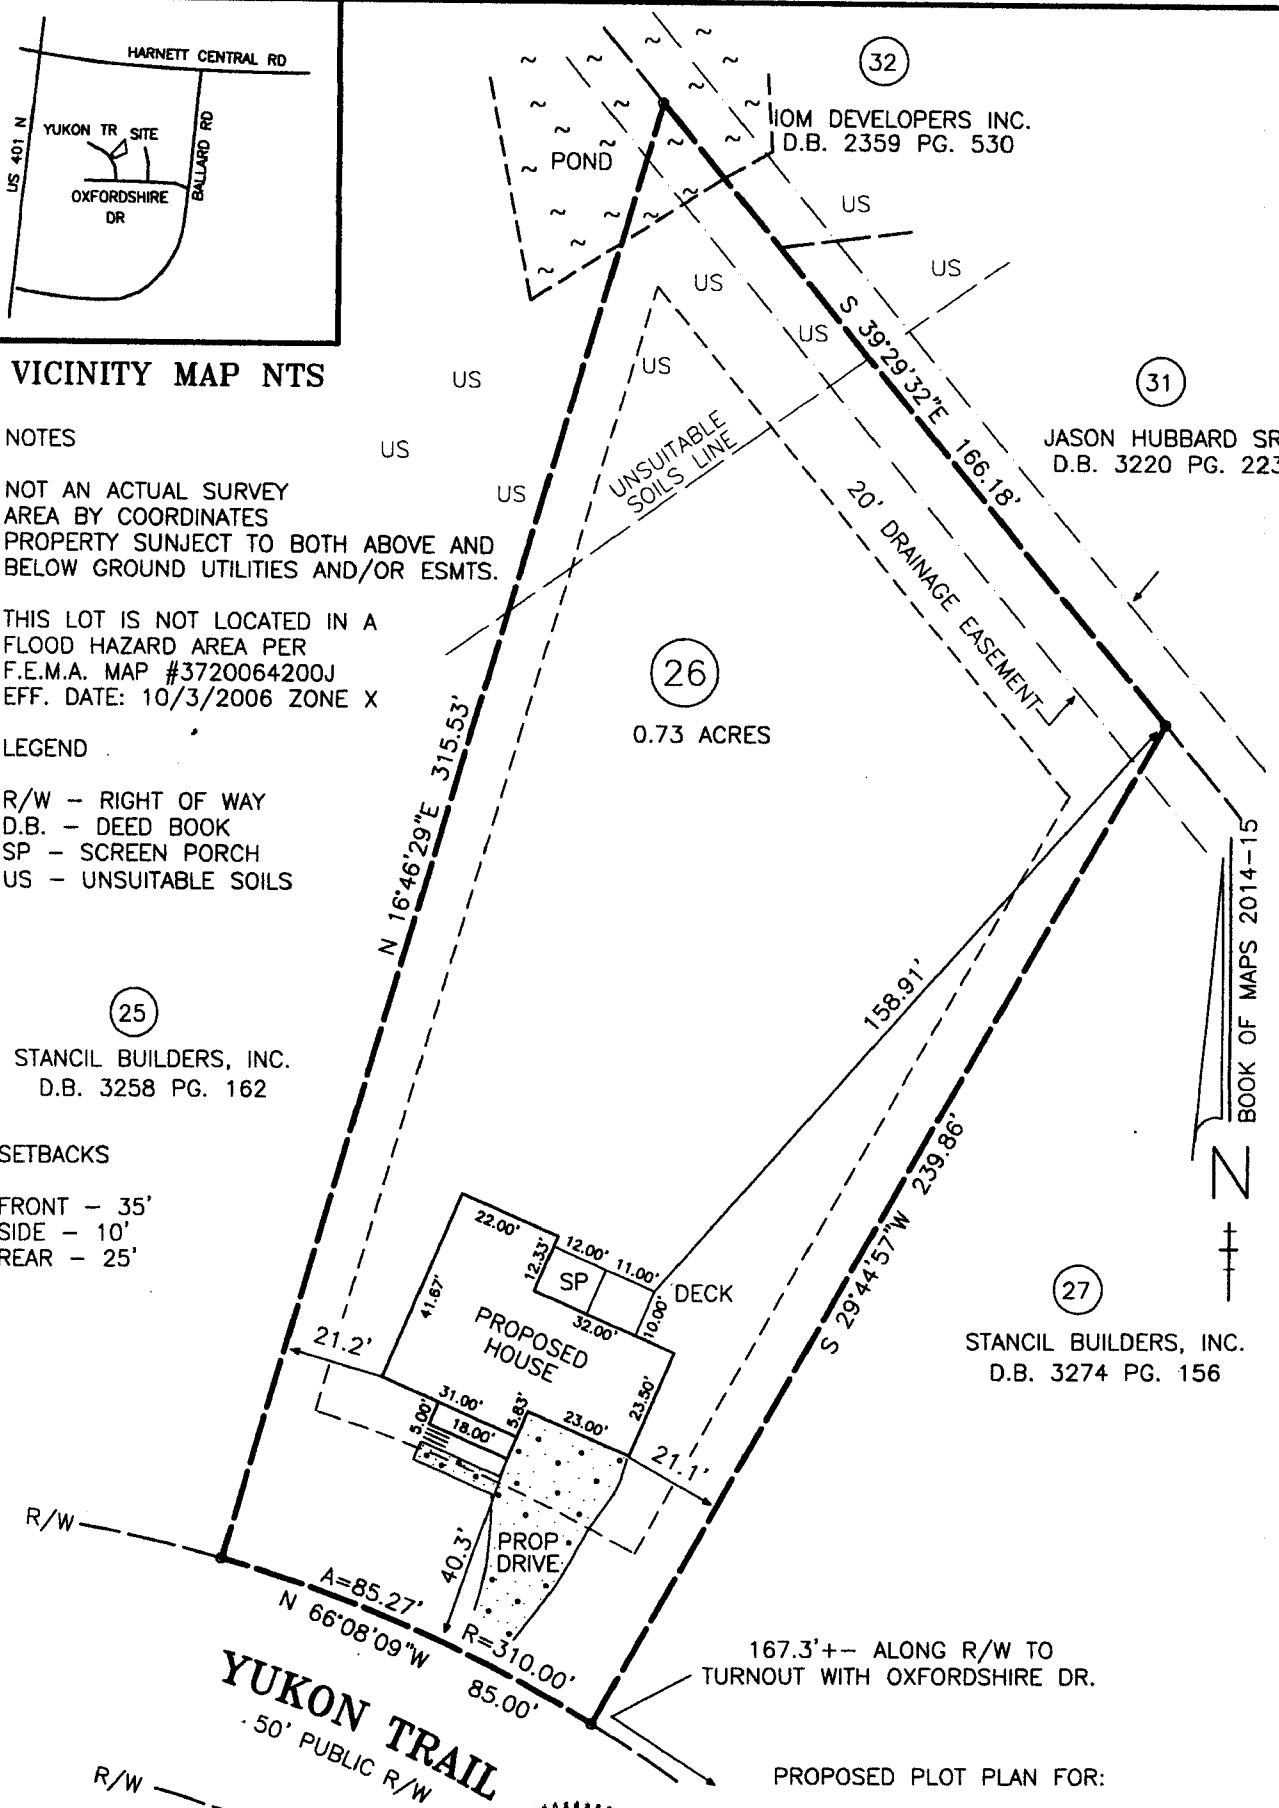 HARNETT CENTRAL RD
US 401 N
YUKON TR
SITE
BALLARD RD
OXFORDSHIRE
DR
VICINITY MAP NTS
NOTES
NOT AN ACTUAL SURVEY
AREA BY COORDINATES
PROPERTY SUNJECT TO BOTH ABOVE AND
BELOW GROUND UTILITIES AND/OR ESMTS.
THIS LOT IS NOT LOCATED IN A
FLOOD HAZARD AREA PER
F.E.M.A. MAP #3720064200J
EFF. DATE: 10/3/2006 ZONE X
LEGEND
R/W – RIGHT OF WAY
D.B. – DEED BOOK
SP – SCREEN PORCH
US – UNSUITABLE SOILS
25
STANCIL BUILDERS, INC.
D.B. 3258 PG. 162
SETBACKS
FRONT – 35'
SIDE – 10'
REAR – 25'
32
IOM DEVELOPERS INC.
D.B. 2359 PG. 530
POND
US
US
US
US
US
US
US
US
UNSUITABLE
SOILS LINE
S 39°29'32"E 166.18'
31
JASON HUBBARD SR
D.B. 3220 PG. 223
20' DRAINAGE EASEMENT
26
0.73 ACRES
N 16°46'29"E 315.53'
158.91'
S 29°44'57"W 239.86'
BOOK OF MAPS 2014–15
N
27
STANCIL BUILDERS, INC.
D.B. 3274 PG. 156
22.00'
12.33'
12.00'
11.00'
SP
DECK
10.00'
32.00'
41.67'
PROPOSED
HOUSE
21.2'
31.00'
5.00'
18.00'
5.83'
23.00'
23.50'
21.1'
40.3'
PROP
DRIVE
R/W
A=85.27'
R=310.00'
N 66°08'09"W 85.00'
YUKON TRAIL
50' PUBLIC R/W
R/W
167.3'+– ALONG R/W TO
TURNOUT WITH OXFORDSHIRE DR.
PROPOSED PLOT PLAN FOR: